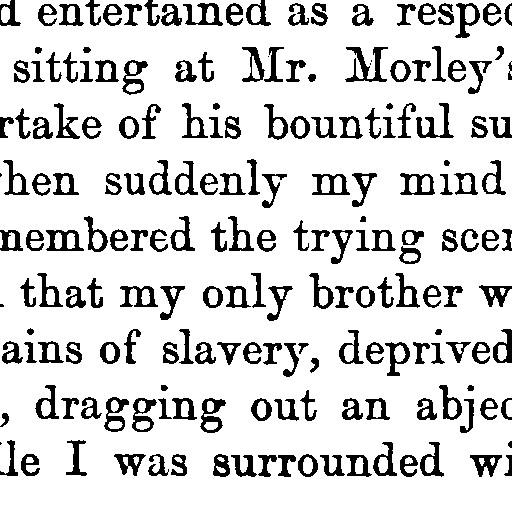 d entertained as a respec
sitting at Mr. Morley's
rtake of his bountiful su
hen suddenly my mind
membered the trying scen
that my only brother w
ains of slavery, deprived
, dragging out an abjec
le I was surrounded wi